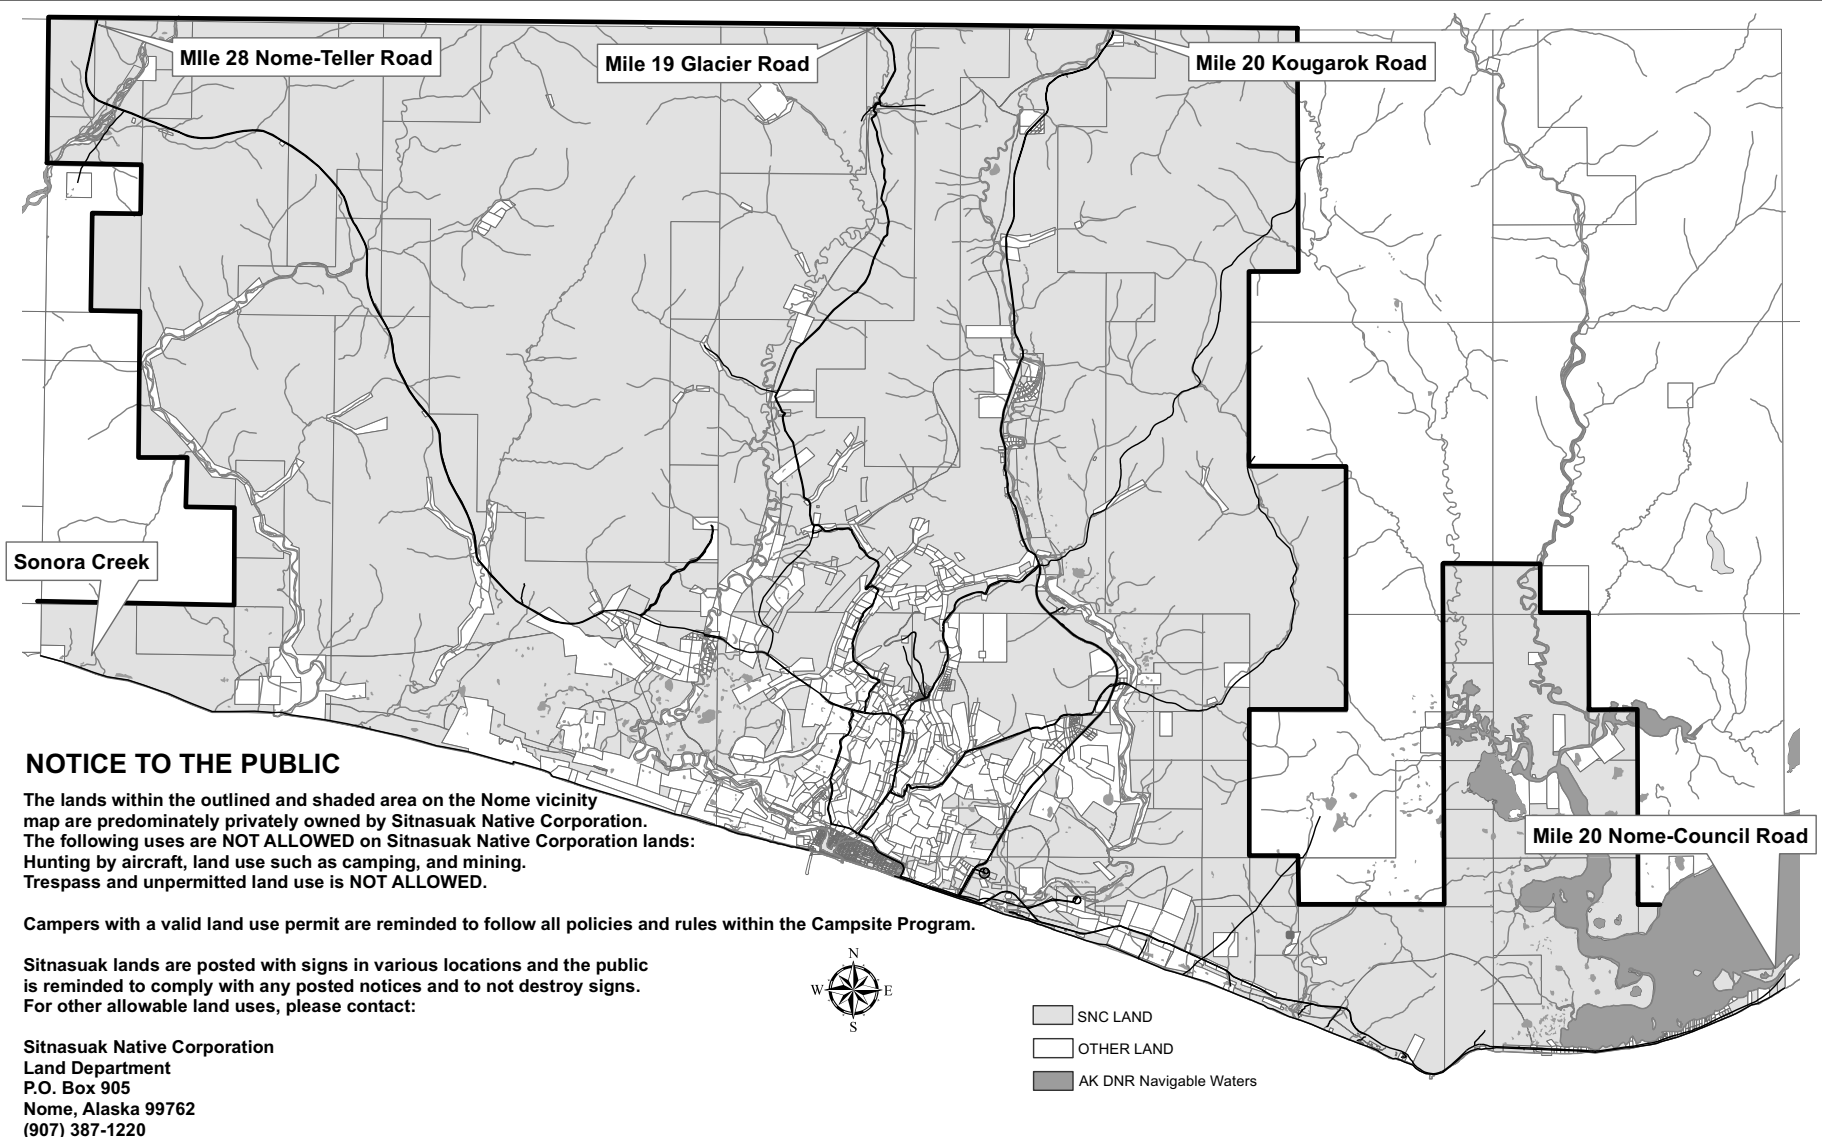 MIle 28 Nome-Teller Road
Mile 19 Glacier Road
Mile 20 Kougarok Road
Sonora Creek
NOTICE TO THE PUBLIC
The lands within the outlined and shaded area on the Nome vicinity
map are predominately privately owned by Sitnasuak Native Corporation.
The following uses are NOT ALLOWED on Sitnasuak Native Corporation lands:
Hunting by aircraft, land use such as camping, and mining.
Trespass and unpermitted land use is NOT ALLOWED.
Campers with a valid land use permit are reminded to follow all policies and rules within the Campsite Program.
Sitnasuak lands are posted with signs in various locations and the public
is reminded to comply with any posted notices and to not destroy signs.
For other allowable land uses, please contact:
Sitnasuak Native Corporation
Land Department
P.O. Box 905
Nome, Alaska 99762
(907) 387-1220
Mile 20 Nome-Council Road
N
W E
S
SNC LAND
OTHER LAND
AK DNR Navigable Waters